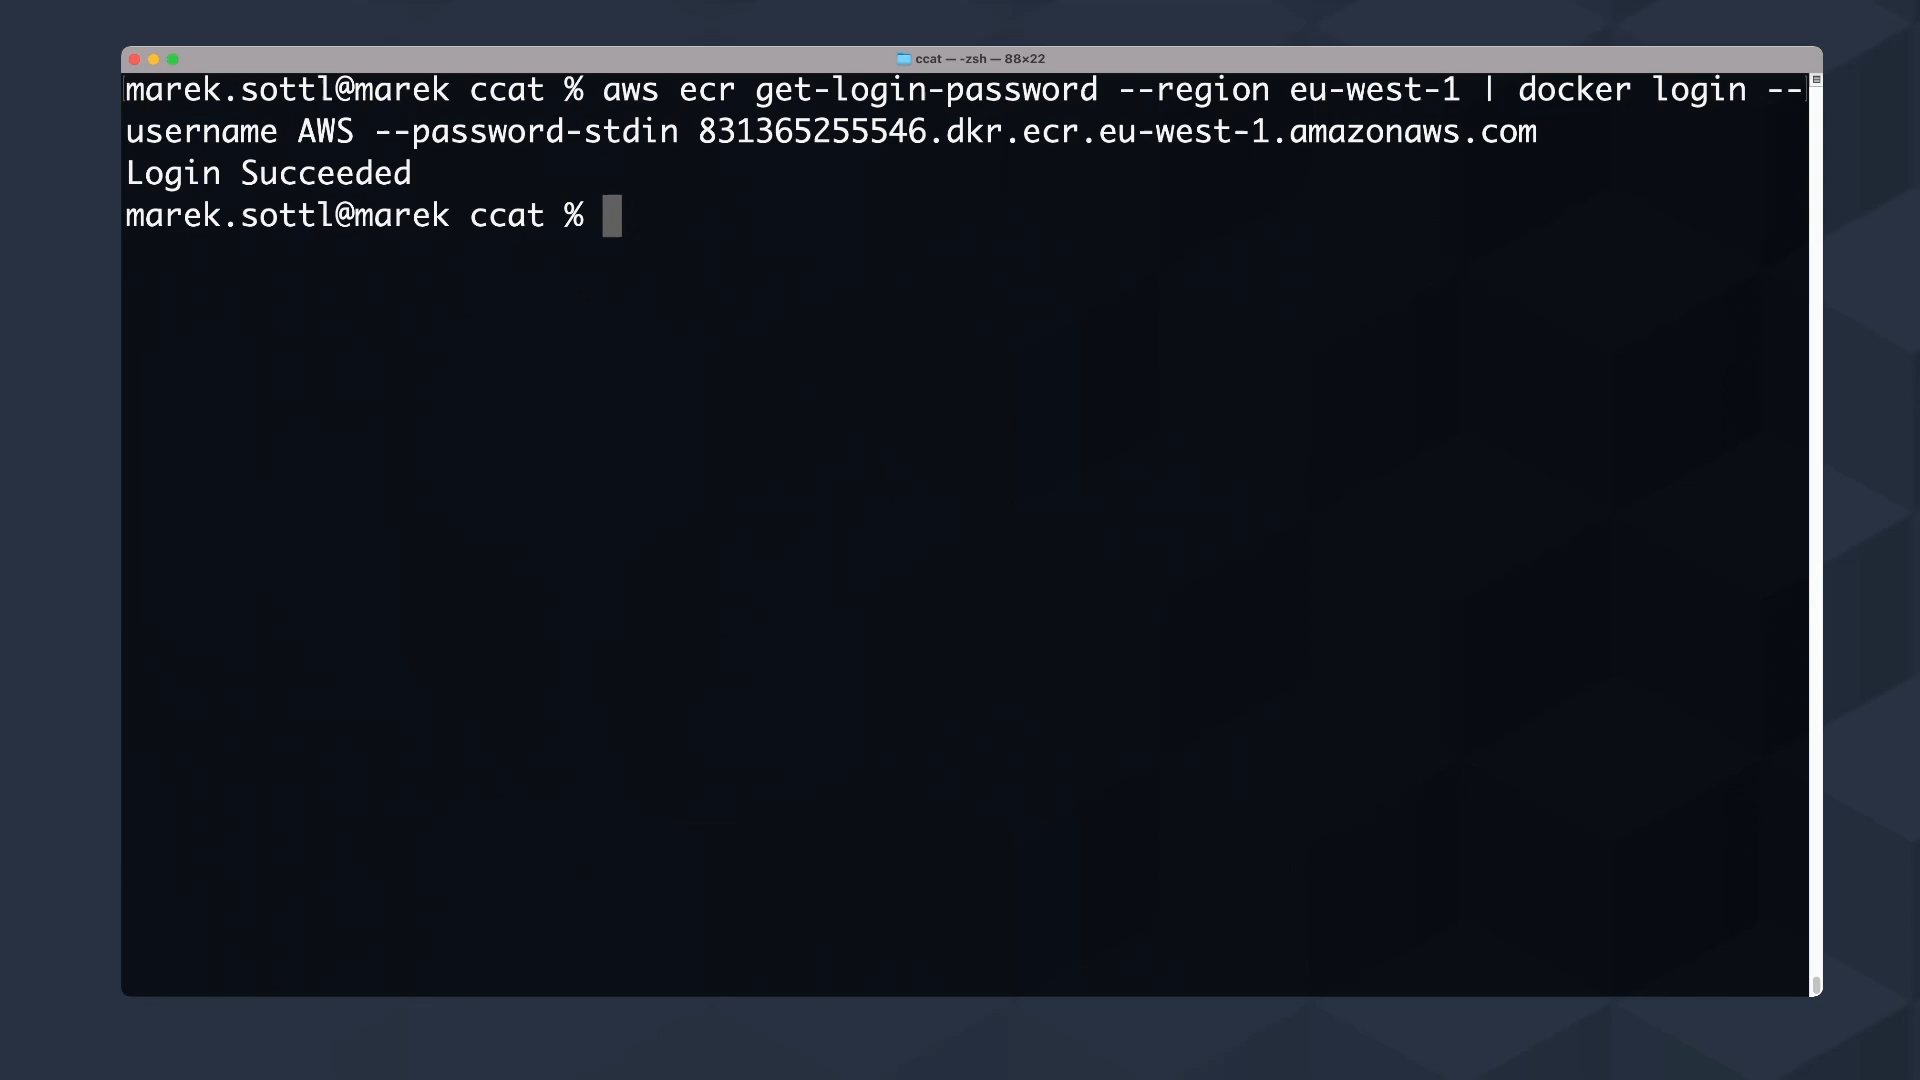 ccat — -zsh — 88×22
marek.sottl@marek ccat % aws ecr get-login-password --region eu-west-1 | docker login --
username AWS --password-stdin 831365255546.dkr.ecr.eu-west-1.amazonaws.com
Login Succeeded
marek.sottl@marek ccat %